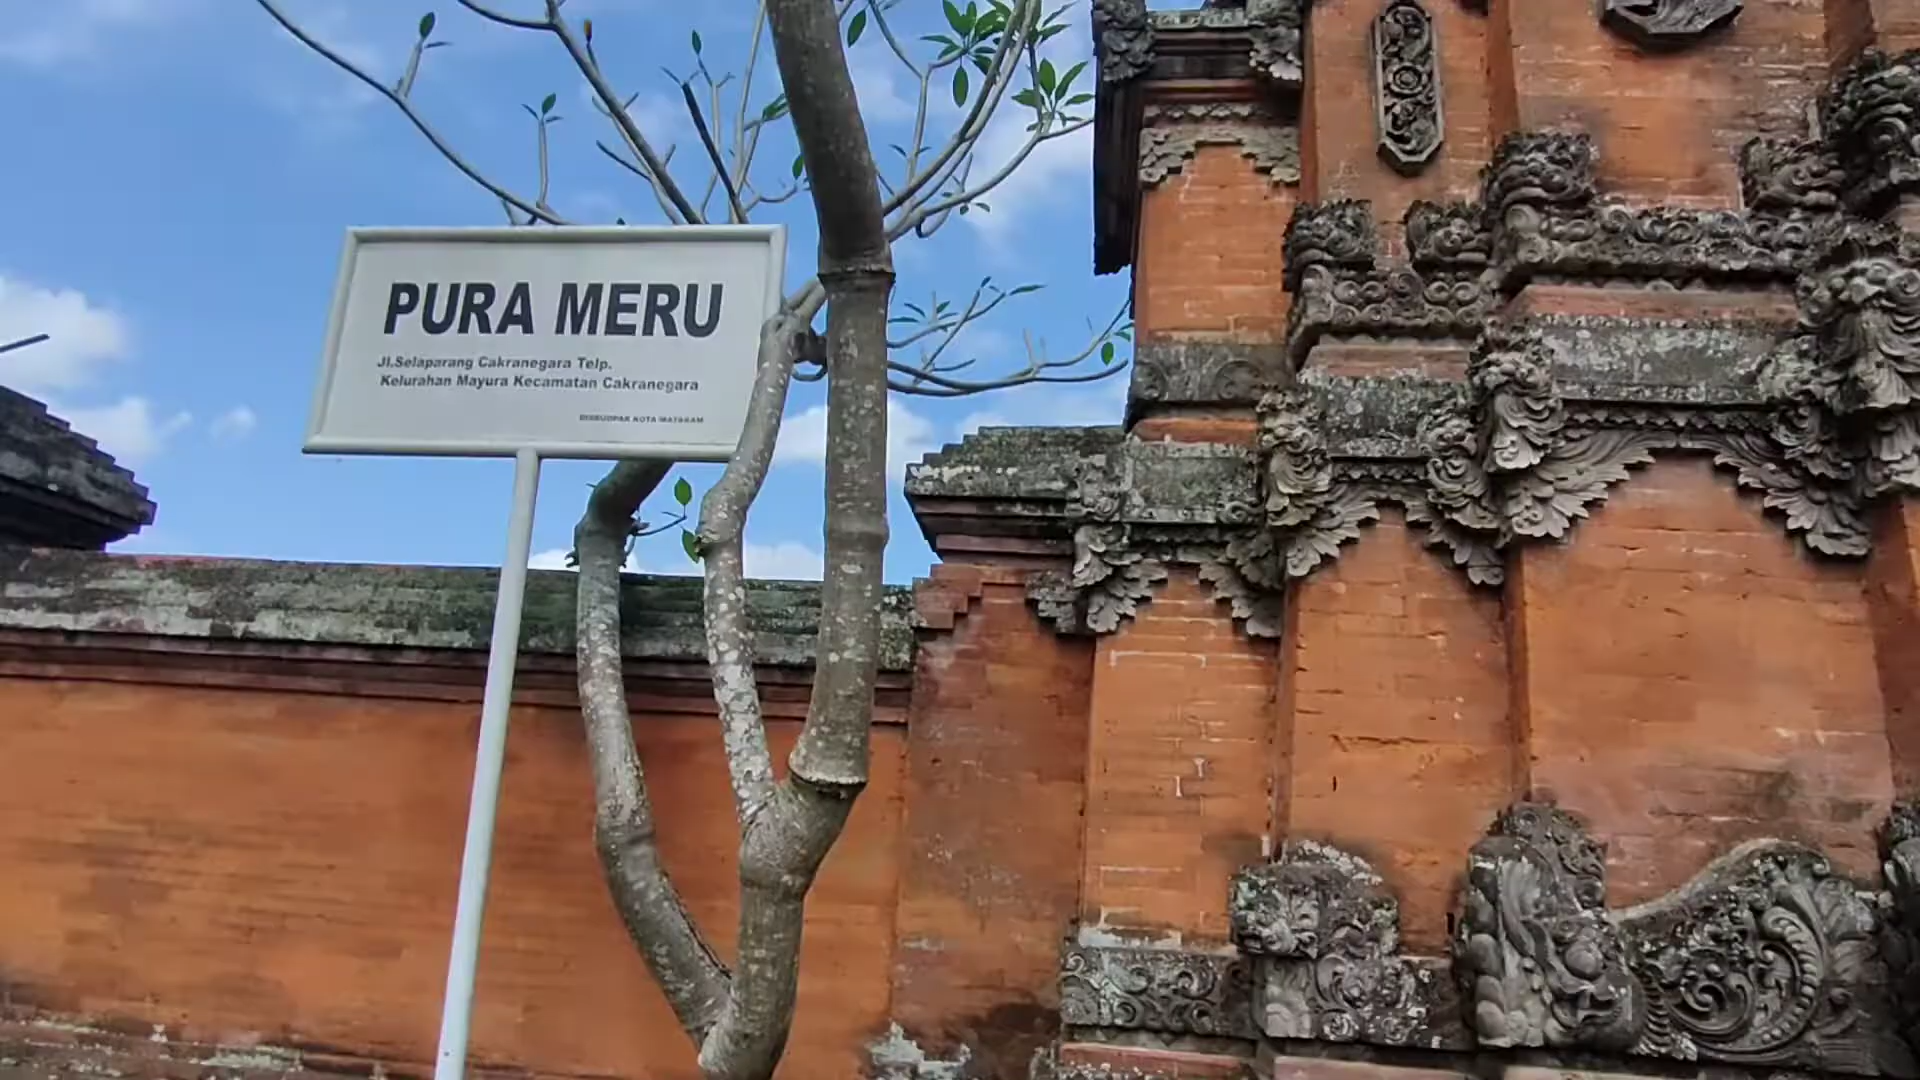 PURA MERU
Jl.Selaparang Cakranegara Telp.
Kelurahan Mayura Kecamatan Cakranegara
DISBUDPAR KOTA MATARAM